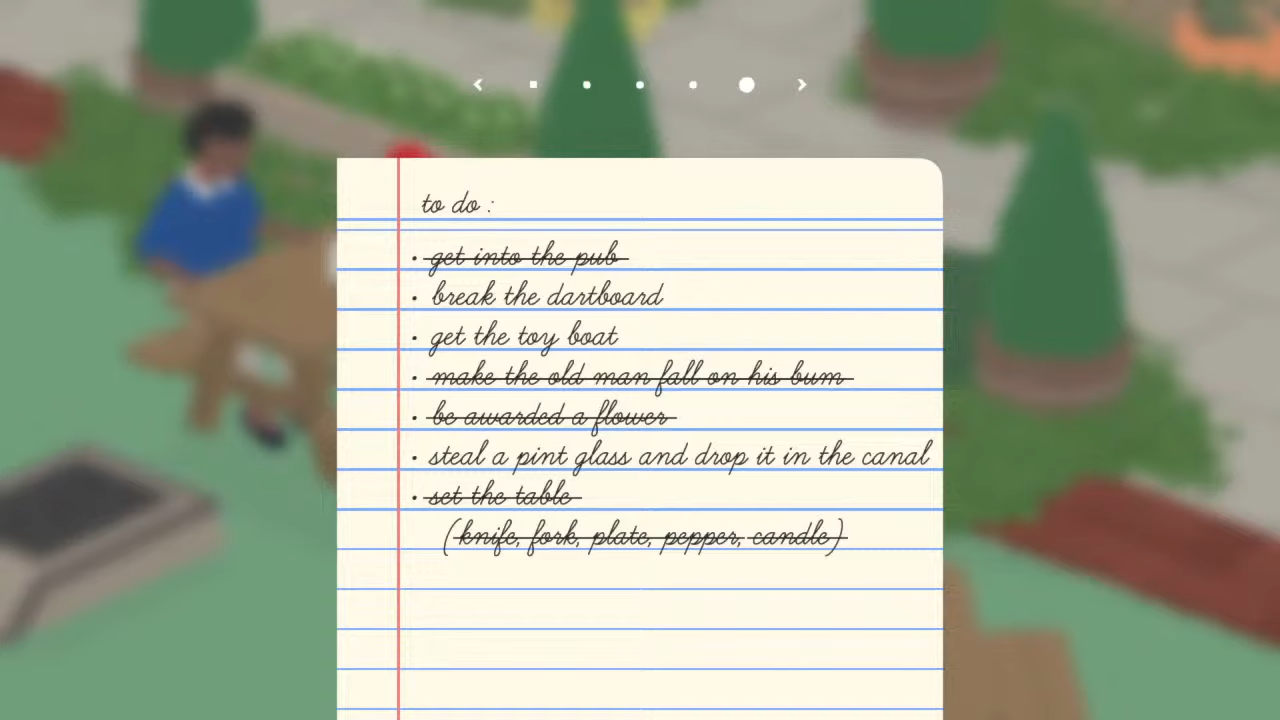 to do :
• get into the pub
• break the dartboard
• get the toy boat
• make the old man fall on his bum
• be awarded a flower
• steal a pint glass and drop it in the canal
• set the table
(knife, fork, plate, pepper, candle)